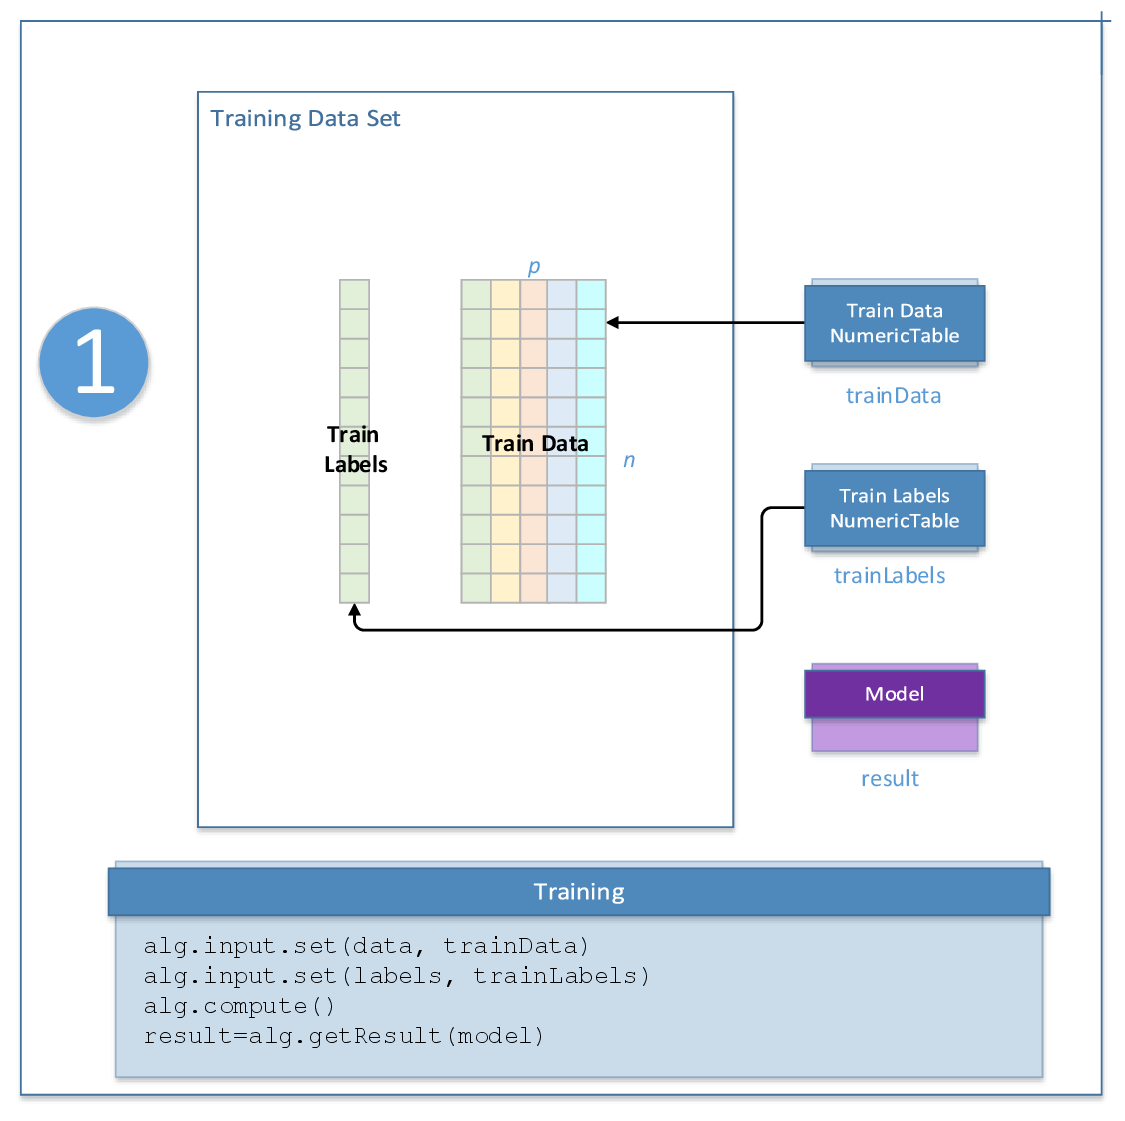 Training Data Set
1
p
Train
Labels
Train Data
n
Train Data
NumericTable
trainData
Train Labels
NumericTable
trainLabels
Model
result
Training
alg.input.set(data, trainData)
alg.input.set(labels, trainLabels)
alg.compute()
result=alg.getResult(model)